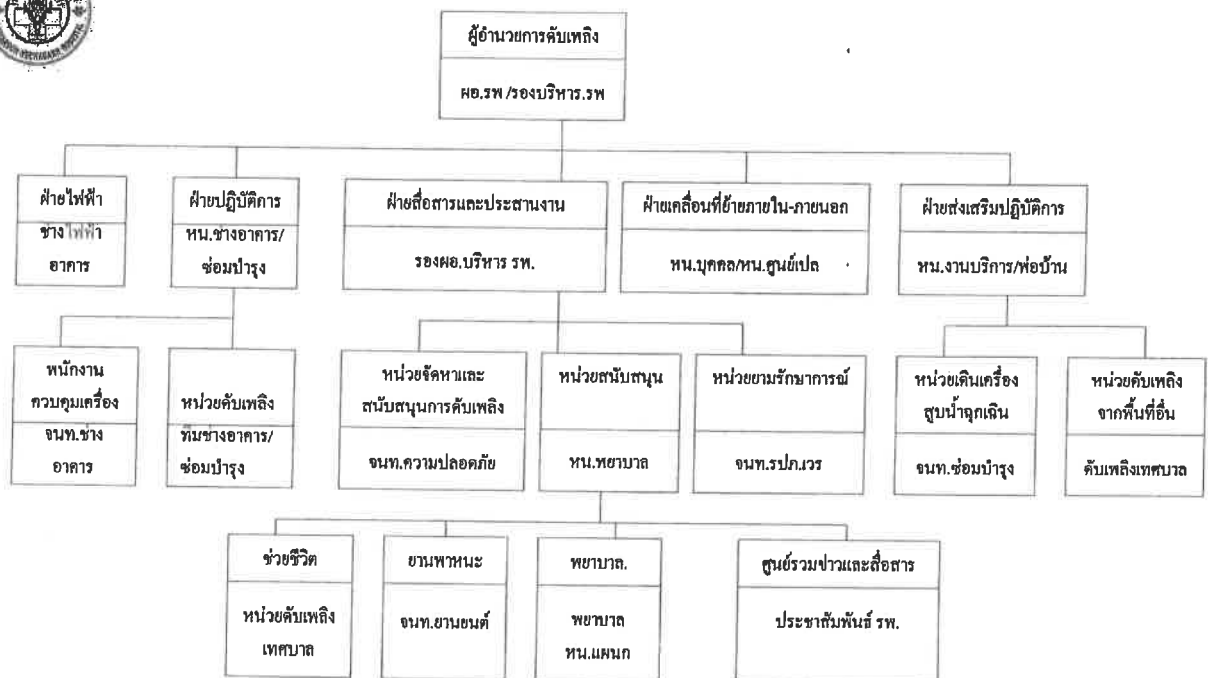 ผู้อำนวยการดับเพลิง
ผอ.รพ/รองบริหาร.รพ
ฝ่ายไฟฟ้า
ช่างไฟฟ้า
อาคาร
ฝ่ายปฏิบัติการ
หน.ช่างอาคาร/
ซ่อมบำรุง
ฝ่ายสื่อสารและประสานงาน
รองผอ.บริหาร รพ.
ฝ่ายเคลื่อนที่ย้ายภายใน-ภายนอก
หน.บุคคล/หน.ศูนย์เปล
ฝ่ายส่งเสริมปฏิบัติการ
หน.งานบริการ/พ่อบ้าน
พนักงาน
ควบคุมเครื่อง
จนท.ช่าง
อาคาร
หน่วยดับเพลิง
ทีมช่างอาคาร/
ซ่อมบำรุง
หน่วยจัดหาและ
สนับสนุนการดับเพลิง
จนท.ความปลอดภัย
หน่วยสนับสนุน
หน.พยาบาล
หน่วยยามรักษาการณ์
จนท.รปภ.เวร
หน่วยเดินเครื่อง
สูบน้ำฉุกเฉิน
จนท.ซ่อมบำรุง
หน่วยดับเพลิง
จากพื้นที่อื่น
ดับเพลิงเทศบาล
ช่วยชีวิต
หน่วยดับเพลิง
เทศบาล
ยานพาหนะ
จนท.ยานยนต์
พยาบาล.
พยาบาล
หน.แผนก
ศูนย์รวมข่าวและสื่อสาร
ประชาสัมพันธ์ รพ.